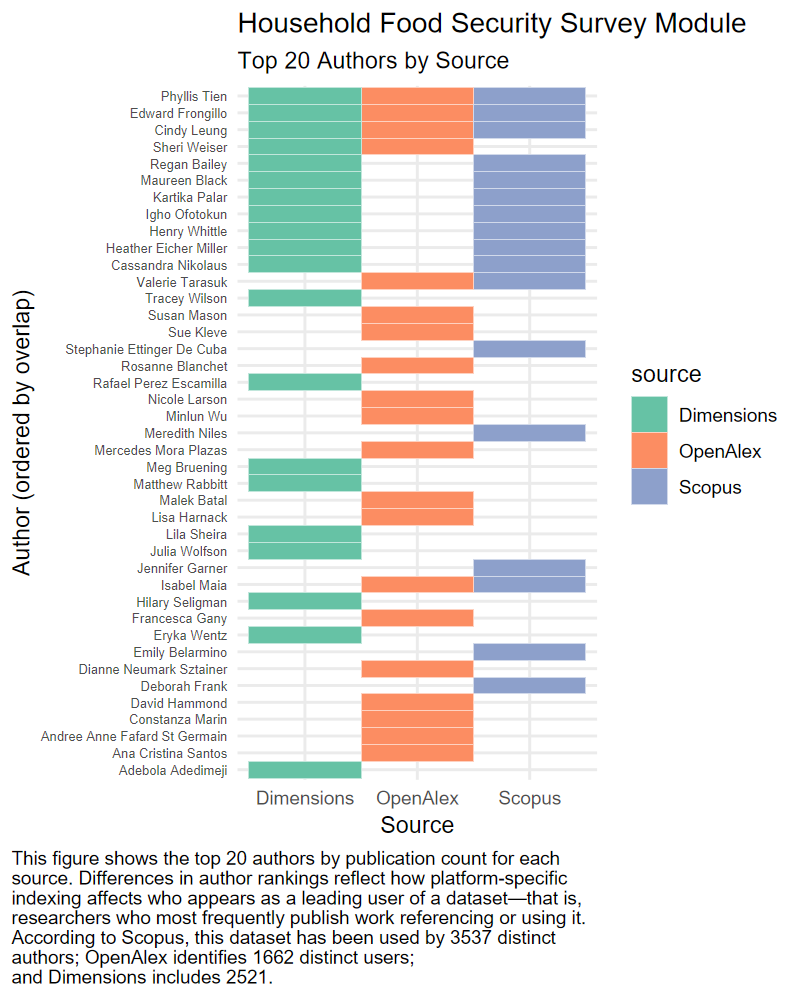 Household Food Security Survey Module
Top 20 Authors by Source
Author (ordered by overlap)
Phyllis Tien
Edward Frongillo
Cindy Leung
Sheri Weiser
Regan Bailey
Maureen Black
Kartika Palar
Igho Ofotokun
Henry Whittle
Heather Eicher Miller
Cassandra Nikolaus
Valerie Tarasuk
Tracey Wilson
Susan Mason
Sue Kleve
Stephanie Ettinger De Cuba
Rosanne Blanchet
Rafael Perez Escamilla
Nicole Larson
Minlun Wu
Meredith Niles
Mercedes Mora Plazas
Meg Bruening
Matthew Rabbitt
Malek Batal
Lisa Harnack
Lila Sheira
Julia Wolfson
Jennifer Garner
Isabel Maia
Hilary Seligman
Francesca Gany
Eryka Wentz
Emily Belarmino
Dianne Neumark Sztainer
Deborah Frank
David Hammond
Constanza Marin
Andree Anne Fafard St Germain
Ana Cristina Santos
Adebola Adedimeji
Dimensions OpenAlex Scopus
Source
source
Dimensions
OpenAlex
Scopus
This figure shows the top 20 authors by publication count for each
source. Differences in author rankings reflect how platform-specific
indexing affects who appears as a leading user of a dataset—that is,
researchers who most frequently publish work referencing or using it.
According to Scopus, this dataset has been used by 3537 distinct
authors; OpenAlex identifies 1662 distinct users;
and Dimensions includes 2521.